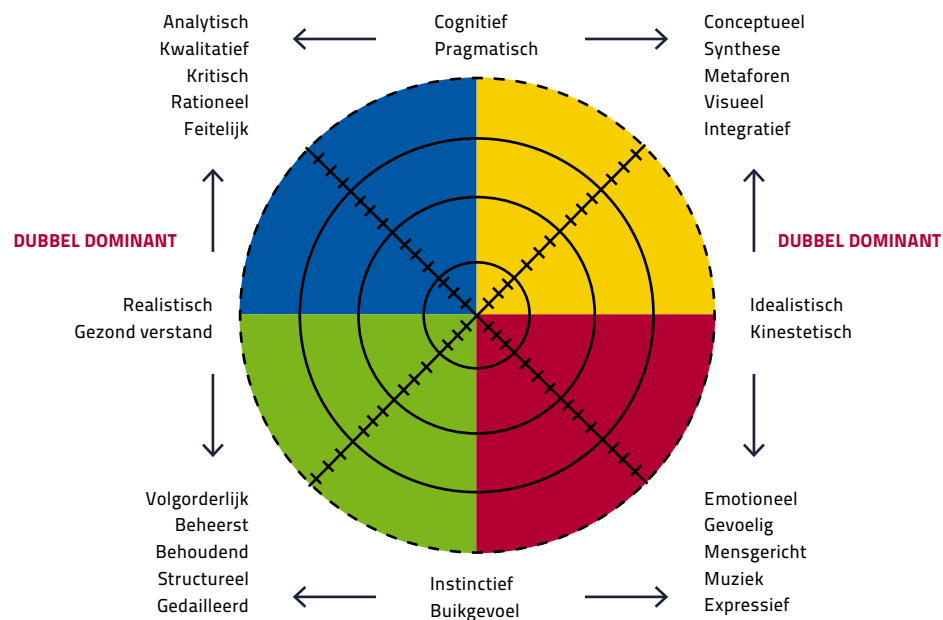 Analytisch
Kwalitatief
Kritisch
Rationeel
Feitelijk
Cognitief
Pragmatisch
Conceptueel
Synthese
Metaforen
Visueel
Integratief
DUBBEL DOMINANT
DUBBEL DOMINANT
Realistisch
Gezond verstand
Idealistisch
Kinestetisch
Volgorderlijk
Beheerst
Behoudend
Structureel
Gedailleerd
Instinctief
Buikgevoel
Emotioneel
Gevoelig
Mensgericht
Muziek
Expressief